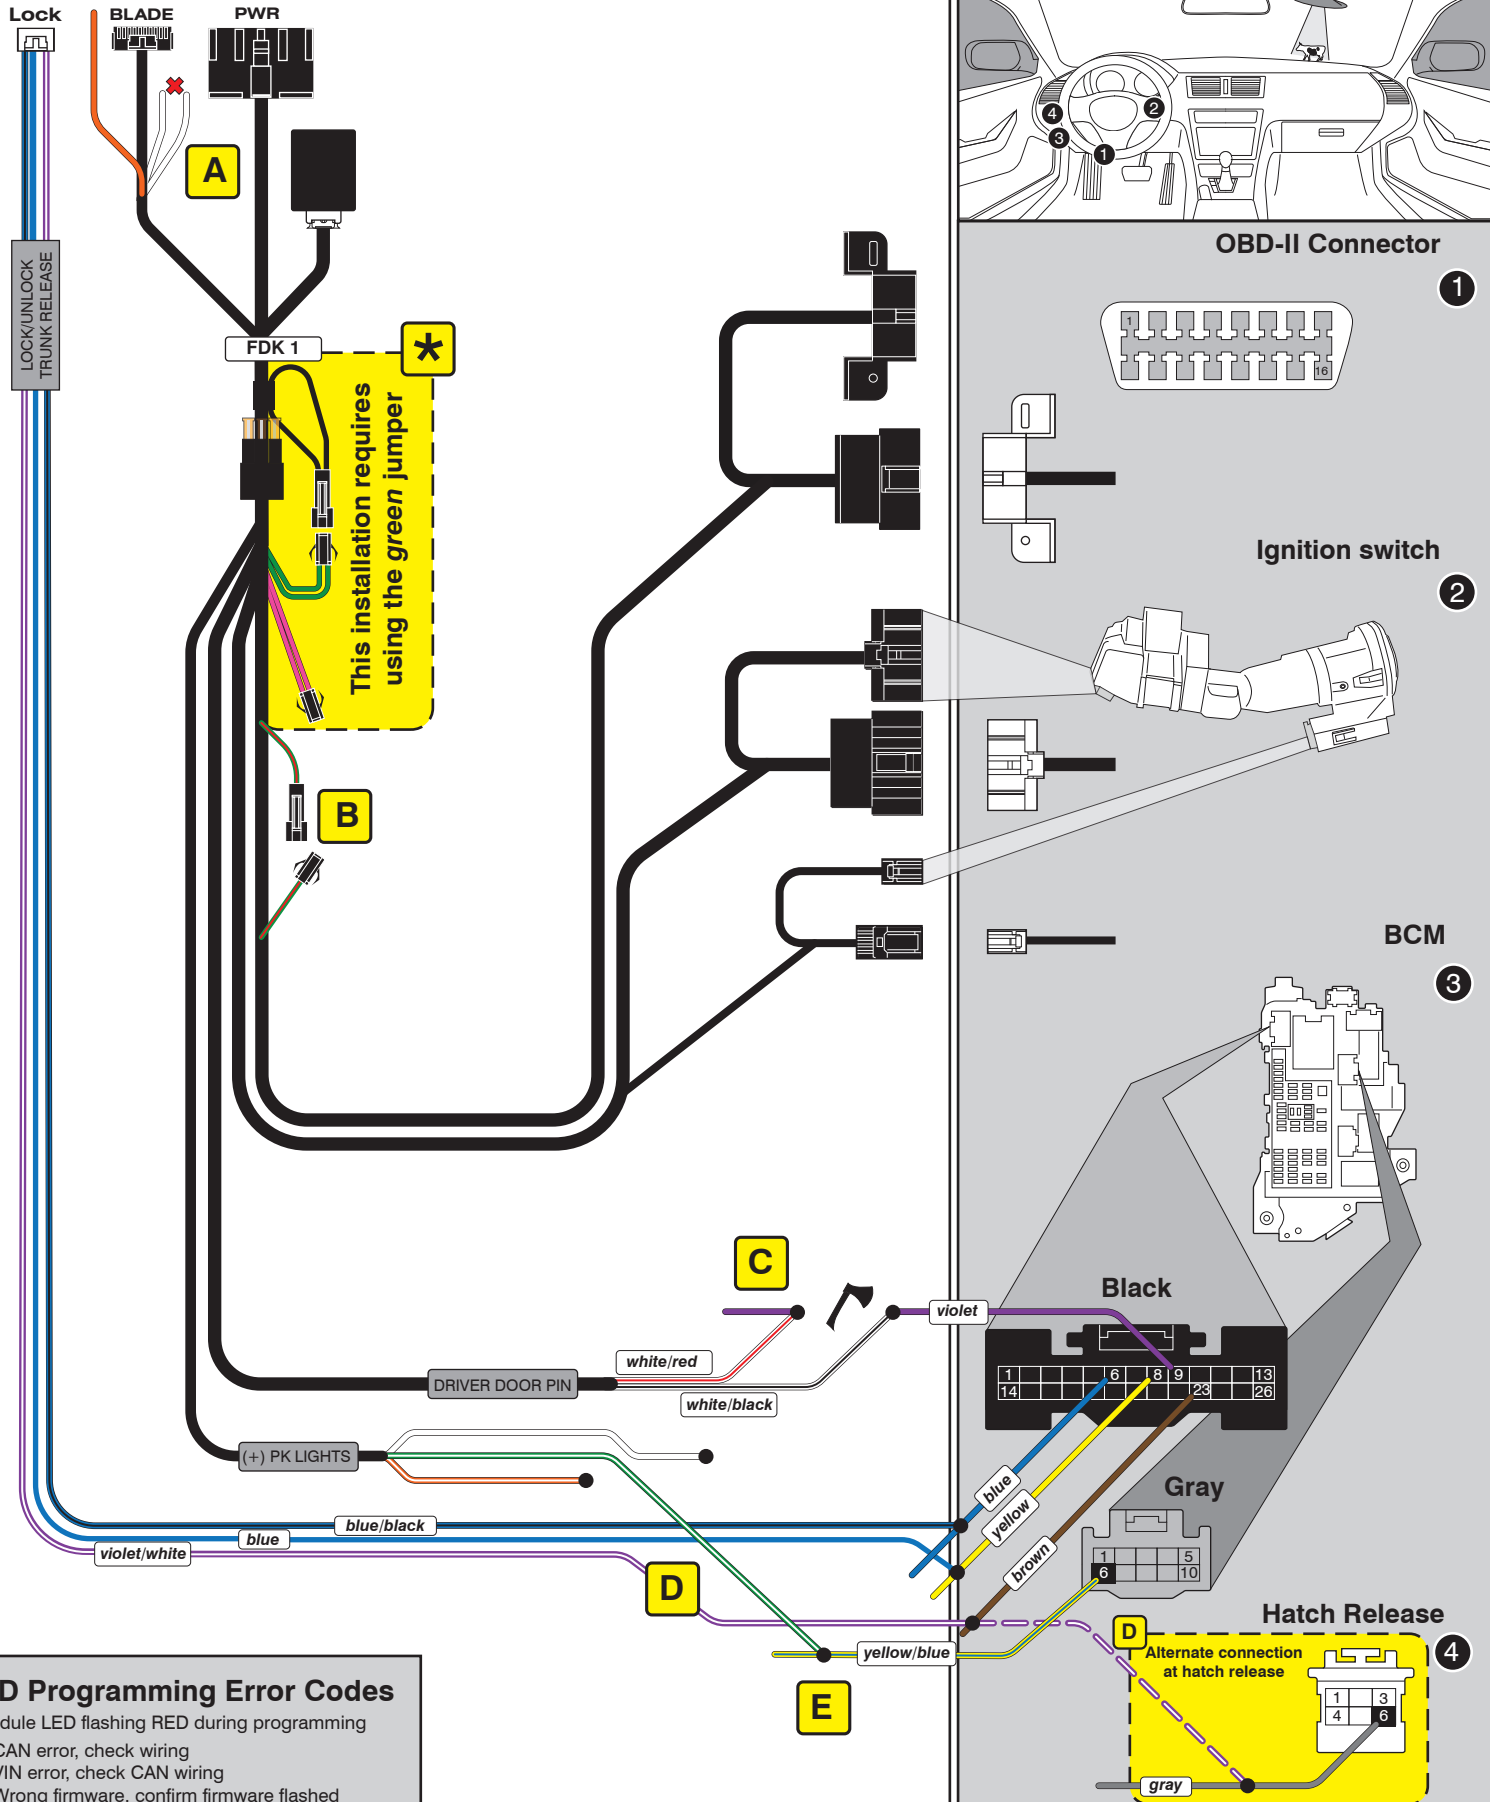 Lock
BLADE
PWR
A
LOCK/UNLOCK
TRUNK RELEASE
FDK 1
*
This installation requires
using the green jumper
B
4
3
2
1
OBD-II Connector
1
1
16
Ignition switch
2
BCM
3
C
violet
Black
white/red
DRIVER DOOR PIN
white/black
1
6
8
9
13
14
23
26
(+) PK LIGHTS
blue
yellow
brown
Gray
1
5
6
10
blue/black
blue
violet/white
D
yellow/blue
E
Hatch Release
4
D
Alternate connection
at hatch release
1
3
4
6
gray
D Programming Error Codes
dule LED flashing RED during programming
CAN error, check wiring
VIN error, check CAN wiring
Wrong firmware, confirm firmware flashed